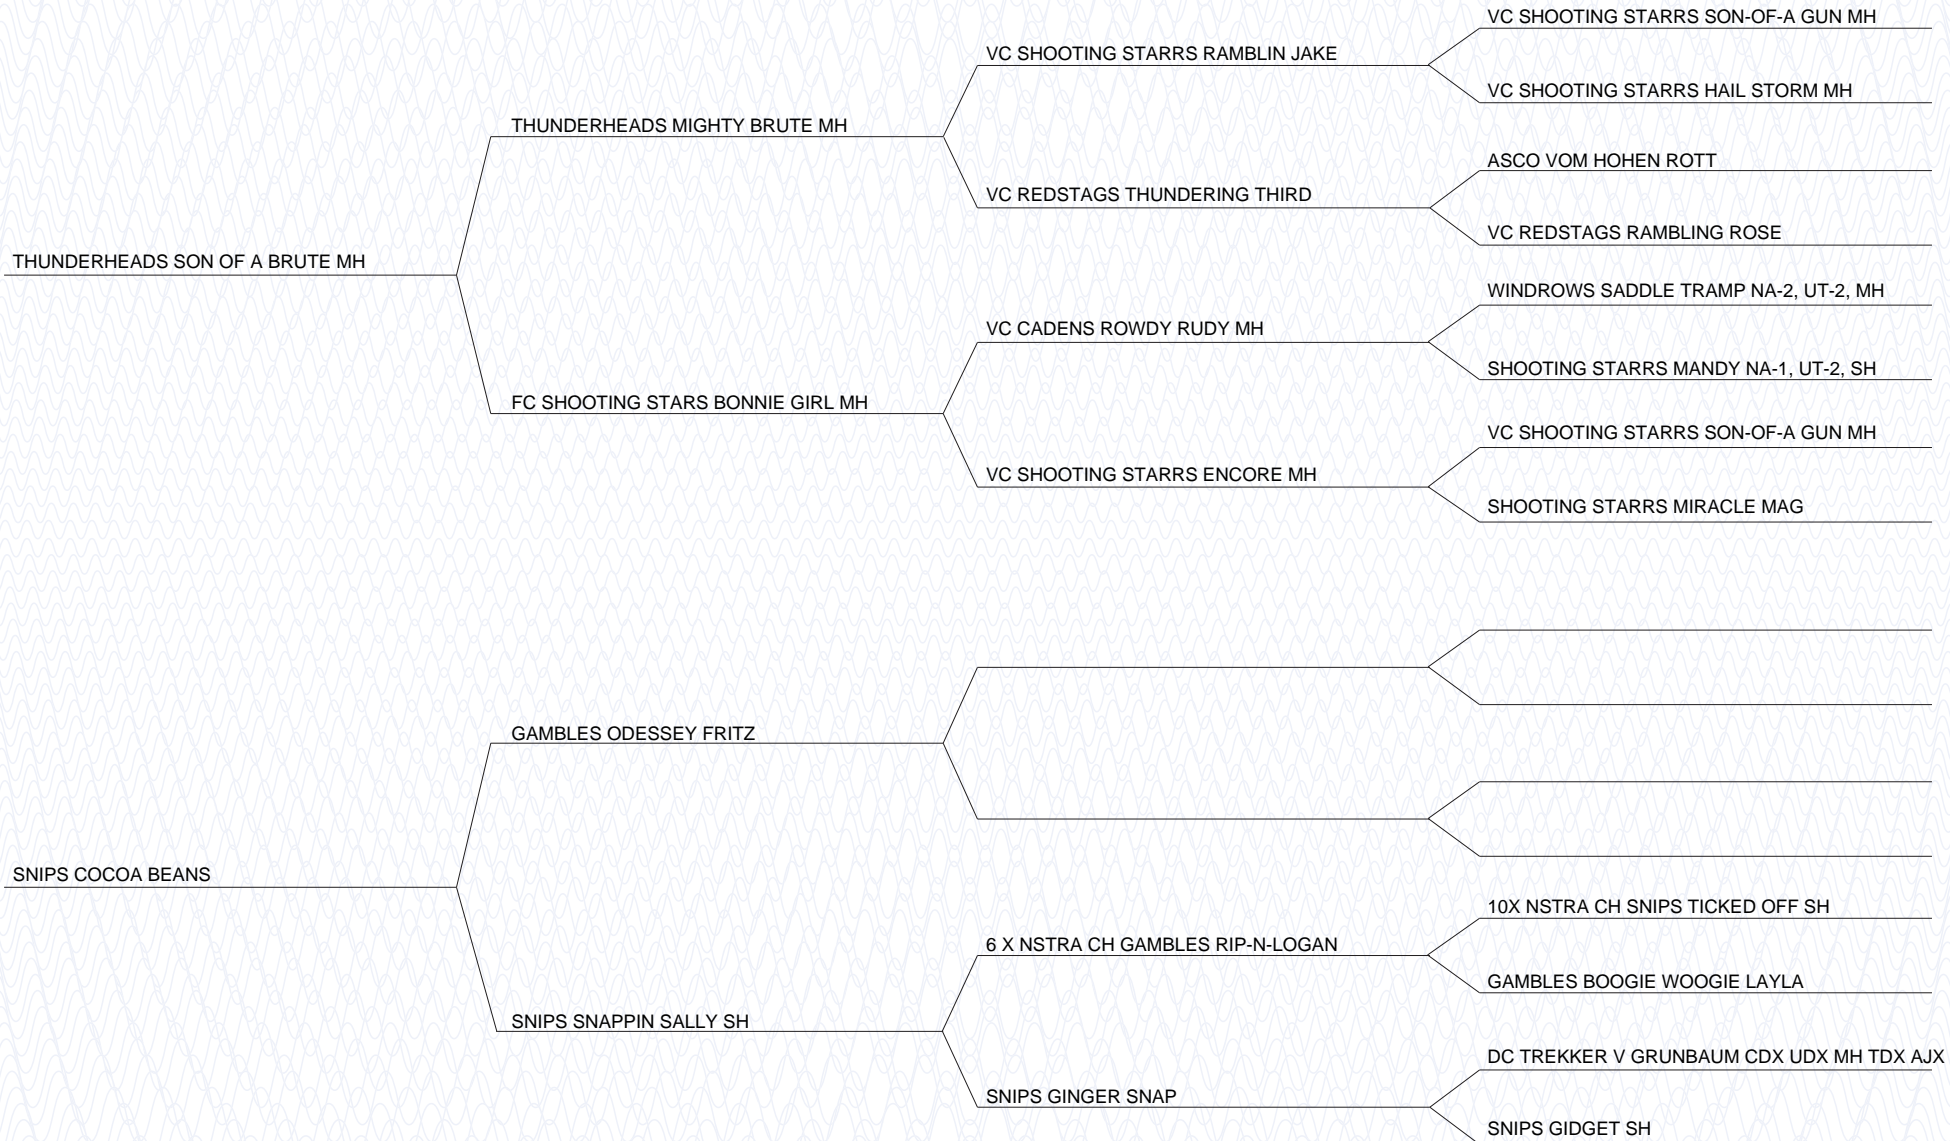 VC SHOOTING STARRS SON-OF-A GUN MH
VC SHOOTING STARRS RAMBLIN JAKE
VC SHOOTING STARRS HAIL STORM MH
THUNDERHEADS MIGHTY BRUTE MH
ASCO VOM HOHEN ROTT
VC REDSTAGS THUNDERING THIRD
VC REDSTAGS RAMBLING ROSE
THUNDERHEADS SON OF A BRUTE MH
WINDROWS SADDLE TRAMP NA-2, UT-2, MH
VC CADENS ROWDY RUDY MH
SHOOTING STARRS MANDY NA-1, UT-2, SH
FC SHOOTING STARS BONNIE GIRL MH
VC SHOOTING STARRS SON-OF-A GUN MH
VC SHOOTING STARRS ENCORE MH
SHOOTING STARRS MIRACLE MAG
GAMBLES ODESSEY FRITZ
SNIPS COCOA BEANS
10X NSTRA CH SNIPS TICKED OFF SH
6 X NSTRA CH GAMBLES RIP-N-LOGAN
GAMBLES BOOGIE WOOGIE LAYLA
SNIPS SNAPPIN SALLY SH
DC TREKKER V GRUNBAUM CDX UDX MH TDX AJX
SNIPS GINGER SNAP
SNIPS GIDGET SH